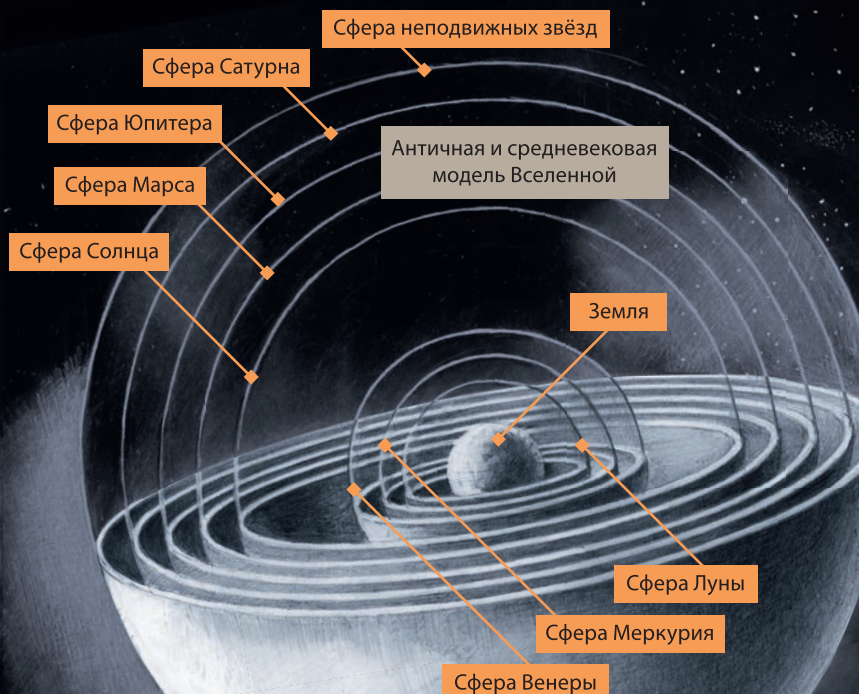 Сфера неподвижных звёзд
Сфера Сатурна
Сфера Юпитера
Античная и средневековая
модель Вселенной
Сфера Марса
Сфера Солнца
Земля
Сфера Луны
Сфера Меркурия
Сфера Венеры